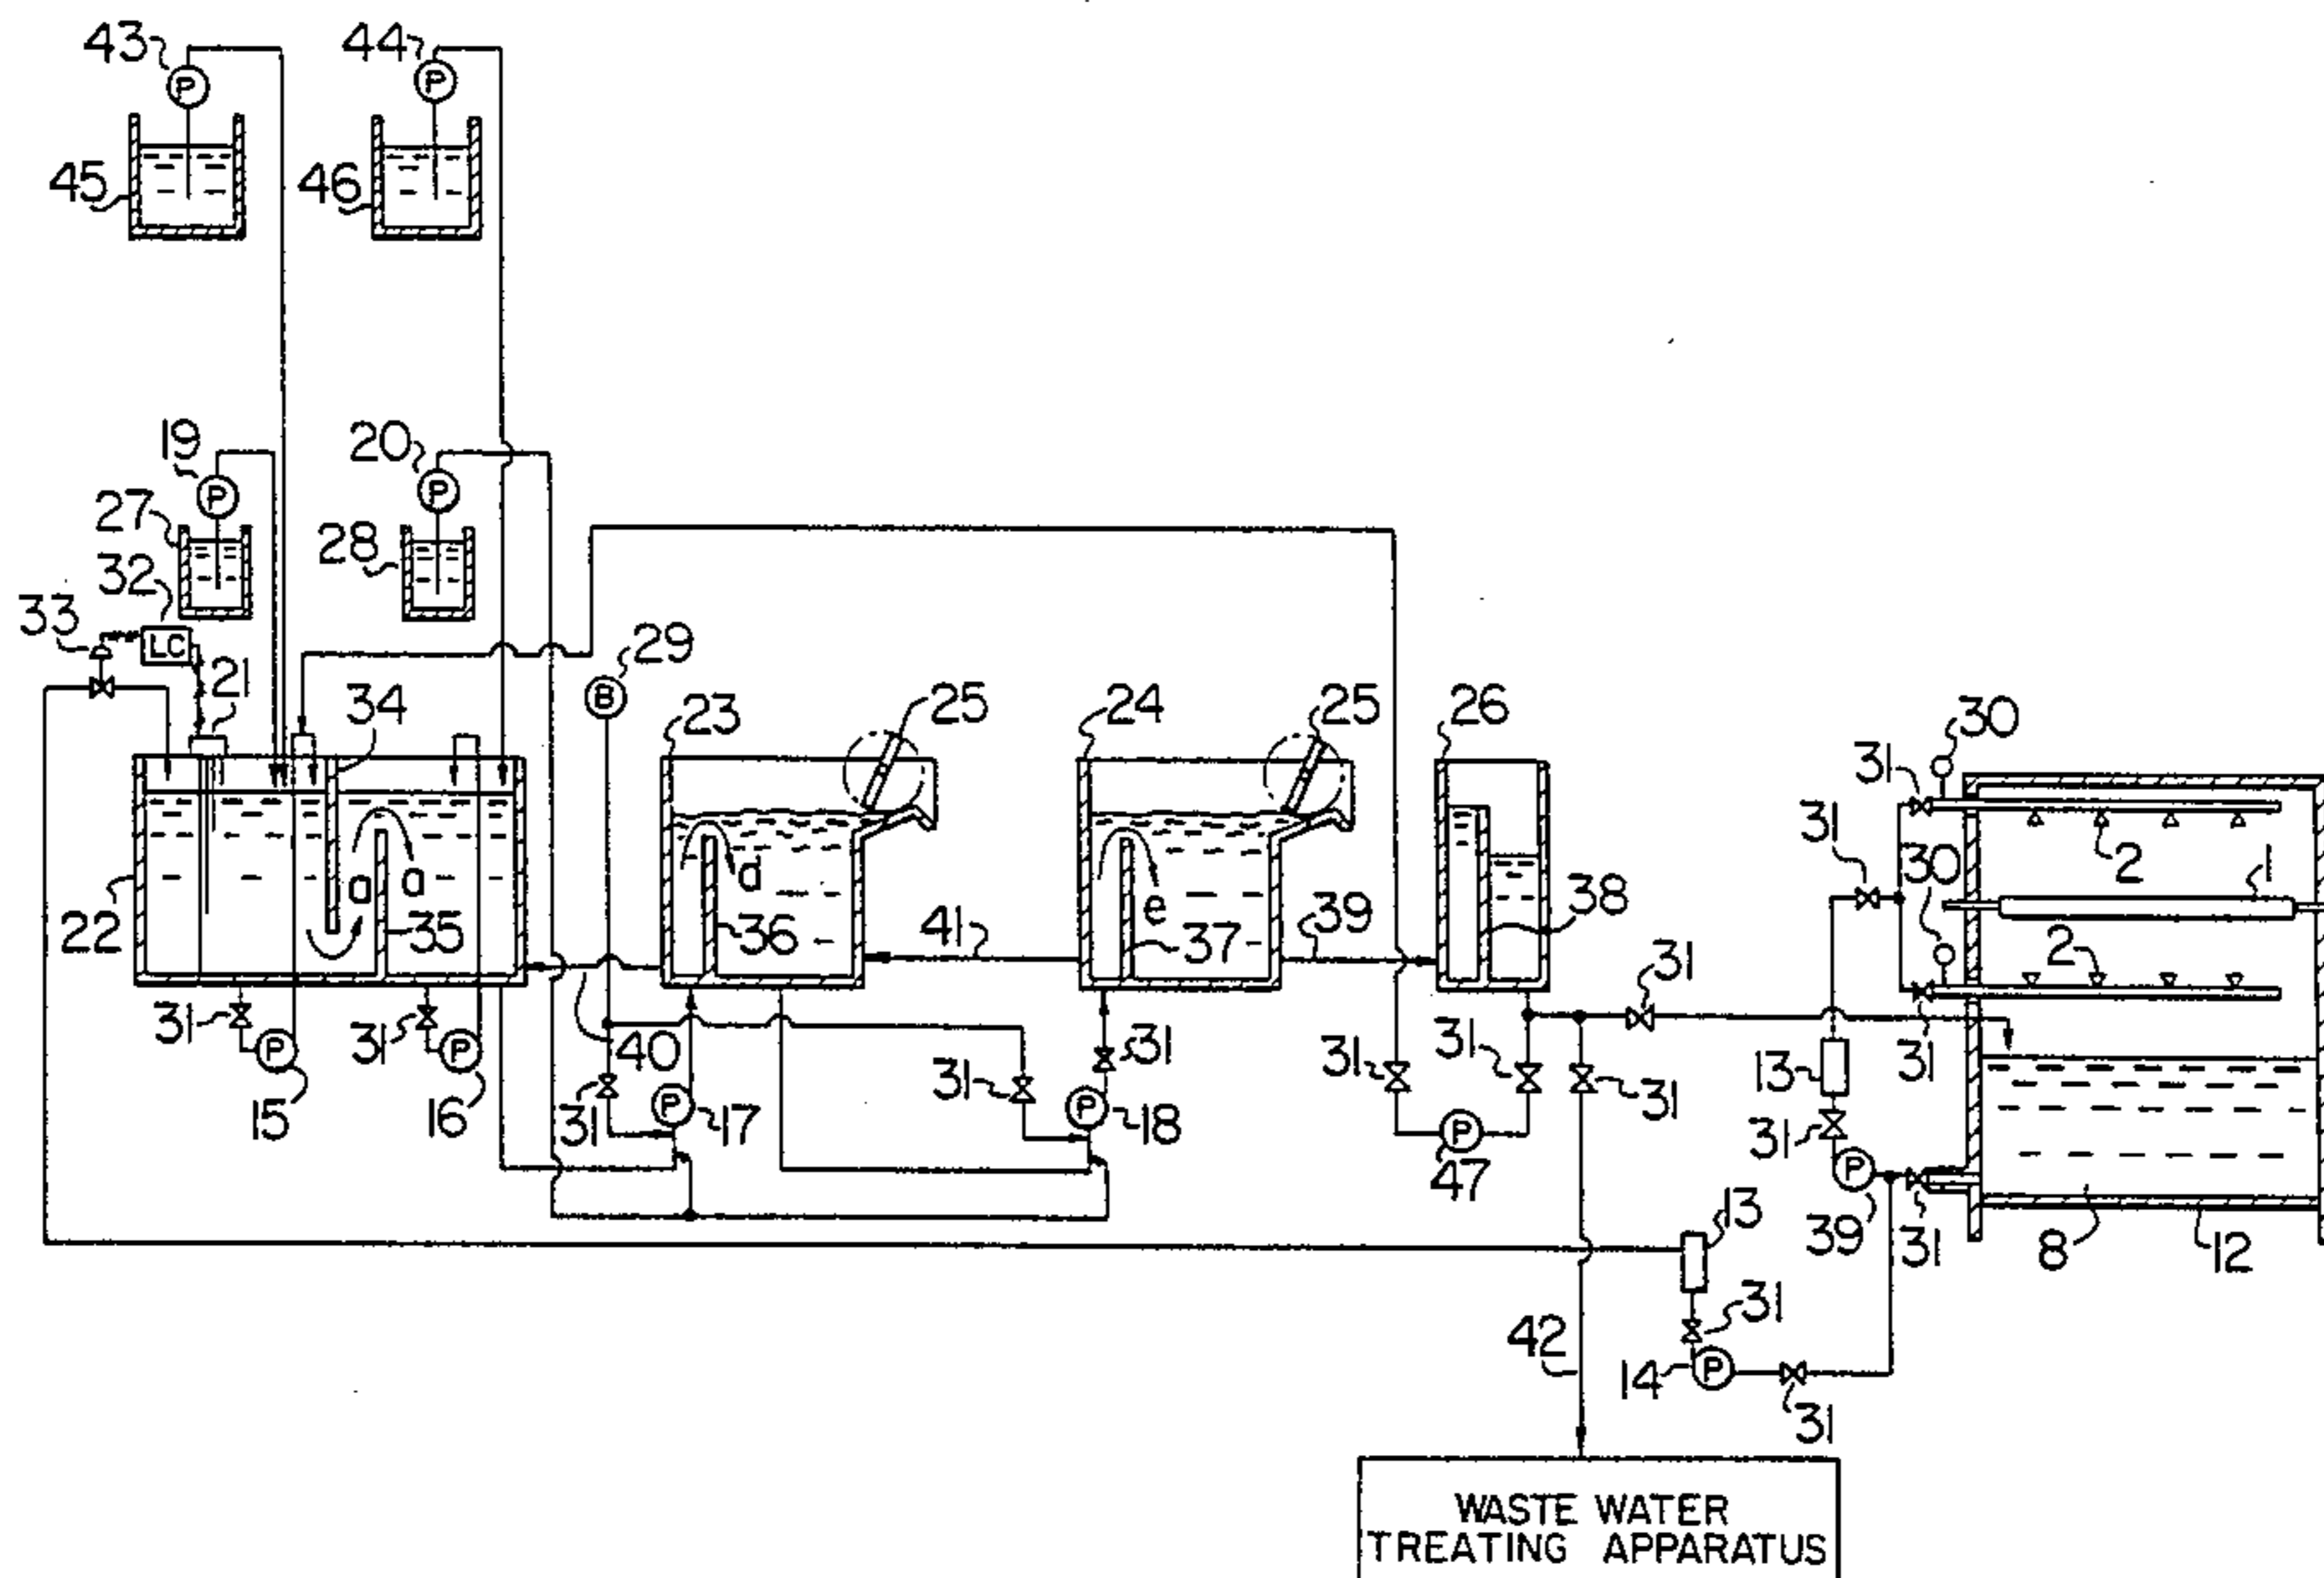 43 44
P P
45 46
19 20
P P
27 28
32
33 LC
21 29
B
34 23 25 24 25 26
30
31
31
2
30 1
22 a a 35 d 36 41 e 37 39 38
2
31
31 31 40 31 31 31 31 13 31
P P 31 P 17 31 P 18 31
15 16 P
47
31
P
39 31 8 12
13
31
42 14 P
31
WASTE WATER
TREATING APPARATUS